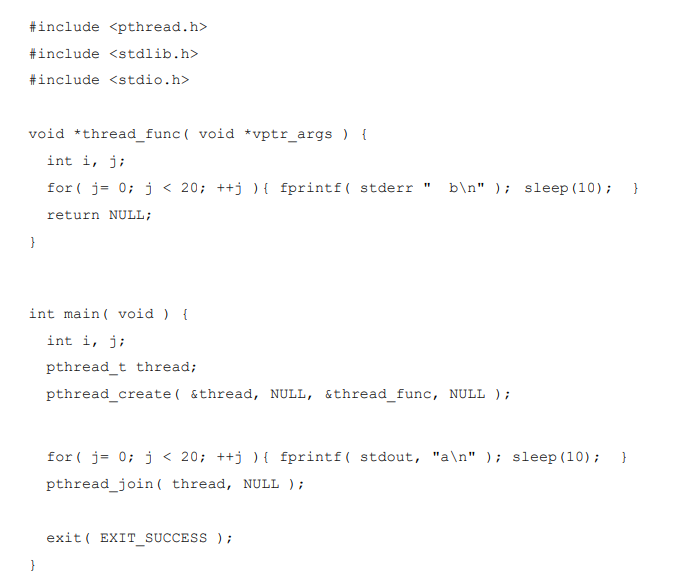 #include <pthread.h>
#include <stdlib.h>
#include <stdio.h>
void *thread_func( void *vptr_args ) {
int i, j;
for( j= 0; j < 20; ++j ){ fprintf( stderr "  b\n" ); sleep(10);  }
return NULL;
}
int main( void ) {
int i, j;
pthread_t thread;
pthread_create( &thread, NULL, &thread_func, NULL );
for( j= 0; j < 20; ++j ){ fprintf( stdout, "a\n" ); sleep(10);  }
pthread_join( thread, NULL );
exit( EXIT_SUCCESS );
}